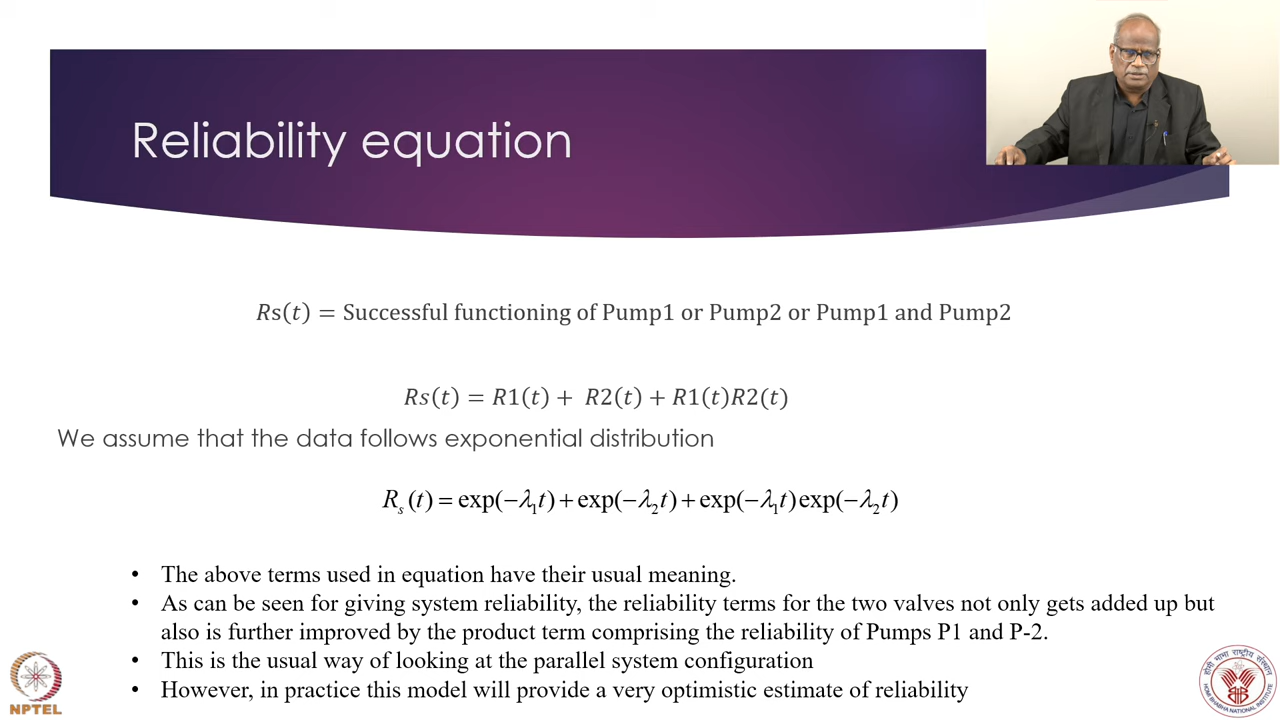 Reliability equation
Rs(t) = Successful functioning of Pump1 or Pump2 or Pump1 and Pump2
Rs(t) = R1(t) + R2(t) + R1(t)R2(t)
We assume that the data follows exponential distribution
Rₛ(t) = exp(−λ₁t) + exp(−λ₂t) + exp(−λ₁t)exp(−λ₂t)
• The above terms used in equation have their usual meaning.
• As can be seen for giving system reliability, the reliability terms for the two valves not only gets added up but
also is further improved by the product term comprising the reliability of Pumps P1 and P-2.
• This is the usual way of looking at the parallel system configuration
• However, in practice this model will provide a very optimistic estimate of reliability
NPTEL
होमी भाभा राष्ट्रीय संस्थान
HOMI BHABHA NATIONAL INSTITUTE